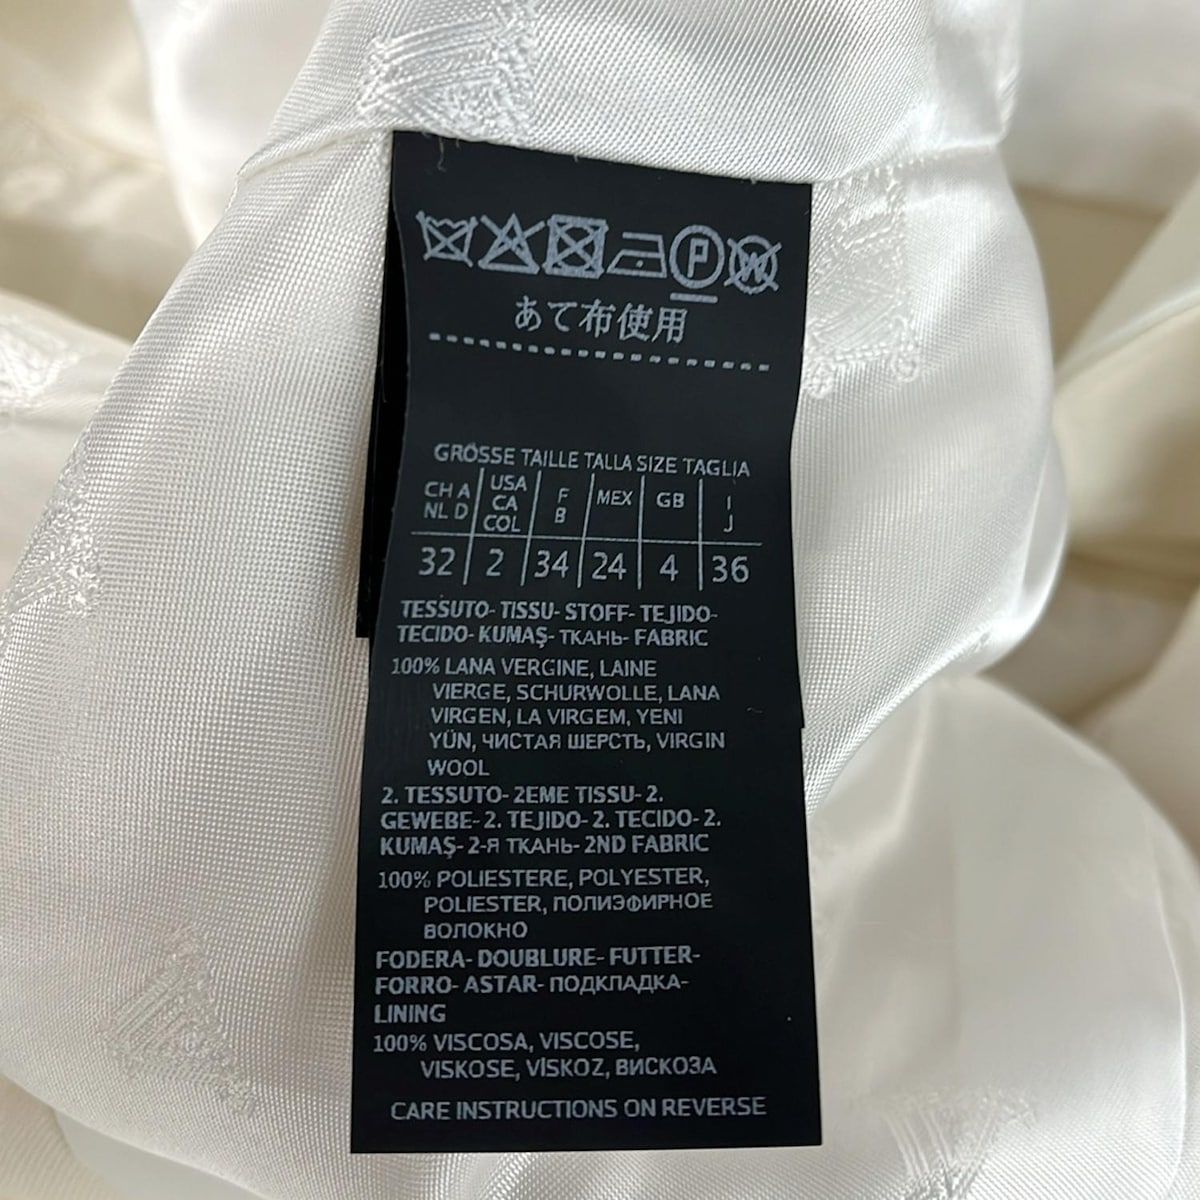 P W
あて布使用
GRÖSSE TAILLE TALLA SIZE TAGLIA
CH A NL D | USA CA COL | F B | MEX | GB | I J
32 | 2 | 34 | 24 | 4 | 36
TESSUTO- TISSU- STOFF- TEJIDO-
TECIDO- KUMAŞ- ТКАНЬ- FABRIC
100% LANA VERGINE, LAINE
VIERGE, SCHURWOLLE, LANA
VIRGEN, LA VIRGEM, YENI
YÜN, ЧИСТАЯ ШЕРСТЬ, VIRGIN
WOOL
2. TESSUTO- 2EME TISSU- 2.
GEWEBE- 2. TEJIDO- 2. TECIDO- 2.
KUMAŞ- 2-Я ТКАНЬ- 2ND FABRIC
100% POLIESTERE, POLYESTER,
POLIESTER, ПОЛИЭФИРНОЕ
ВОЛОКНО
FODERA- DOUBLURE- FUTTER-
FORRO- ASTAR- ПОДКЛАДКА-
LINING
100% VISCOSA, VISCOSE,
VISKOSE, VİSKOZ, ВИСКОЗА
CARE INSTRUCTIONS ON REVERSE